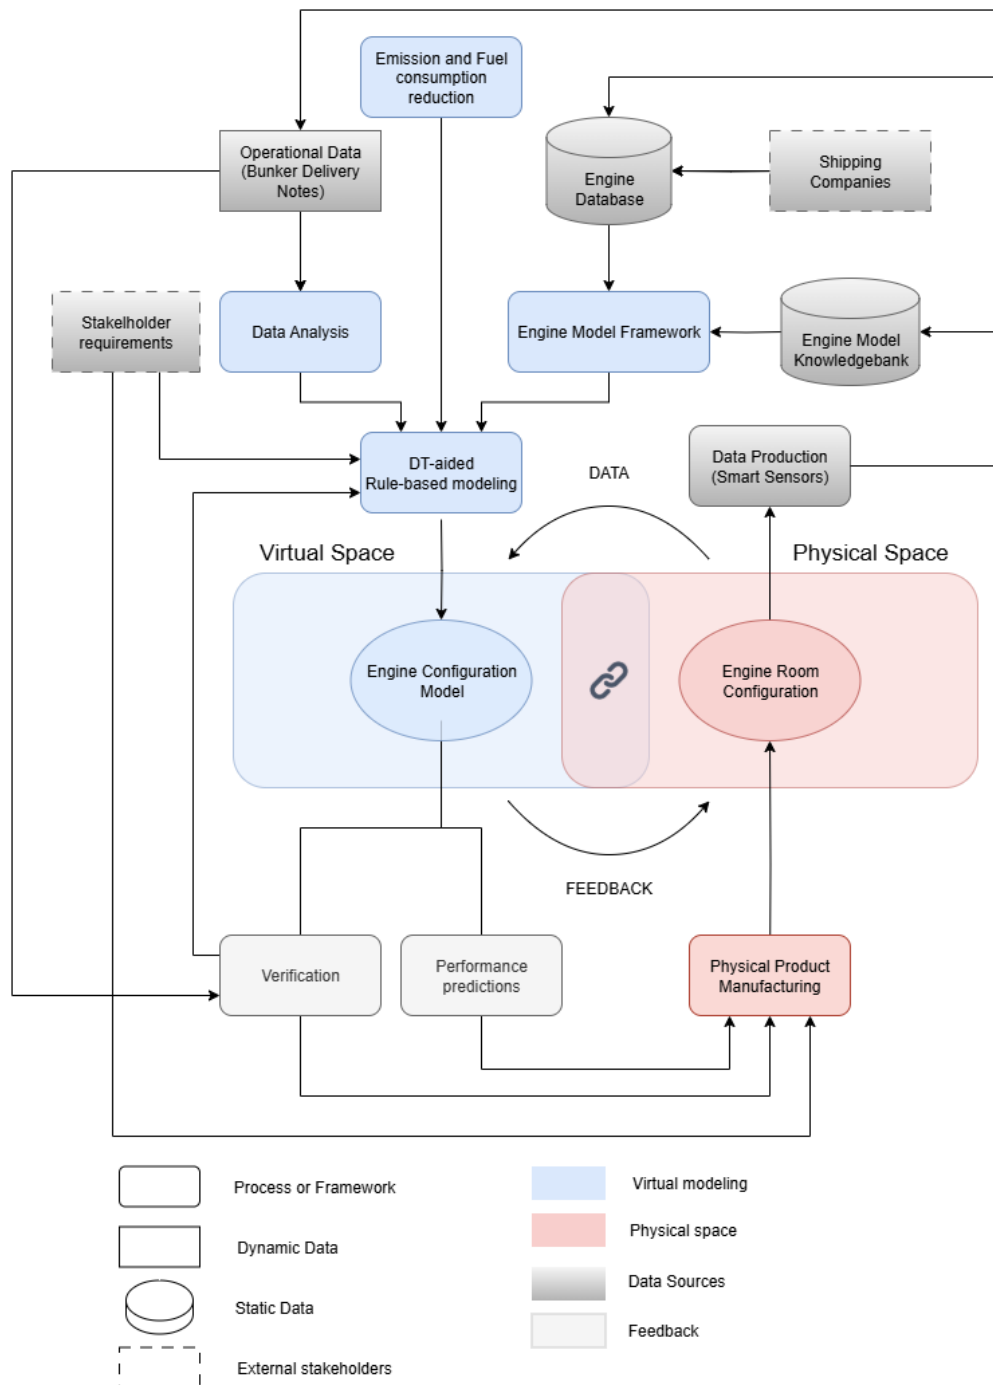 Emission and Fuel
consumption
reduction
Operational Data
(Bunker Delivery
Notes)
Engine
Database
Shipping
Companies
Stakelholder
requirements
Data Analysis
Engine Model Framework
Engine Model
Knowledgebank
DT-aided
Rule-based modeling
DATA
Data Production
(Smart Sensors)
Virtual Space
Physical Space
Engine Configuration
Model
Engine Room
Configuration
FEEDBACK
Verification
Performance
predictions
Physical Product
Manufacturing
Process or Framework
Virtual modeling
Dynamic Data
Physical space
Static Data
Data Sources
External stakeholders
Feedback